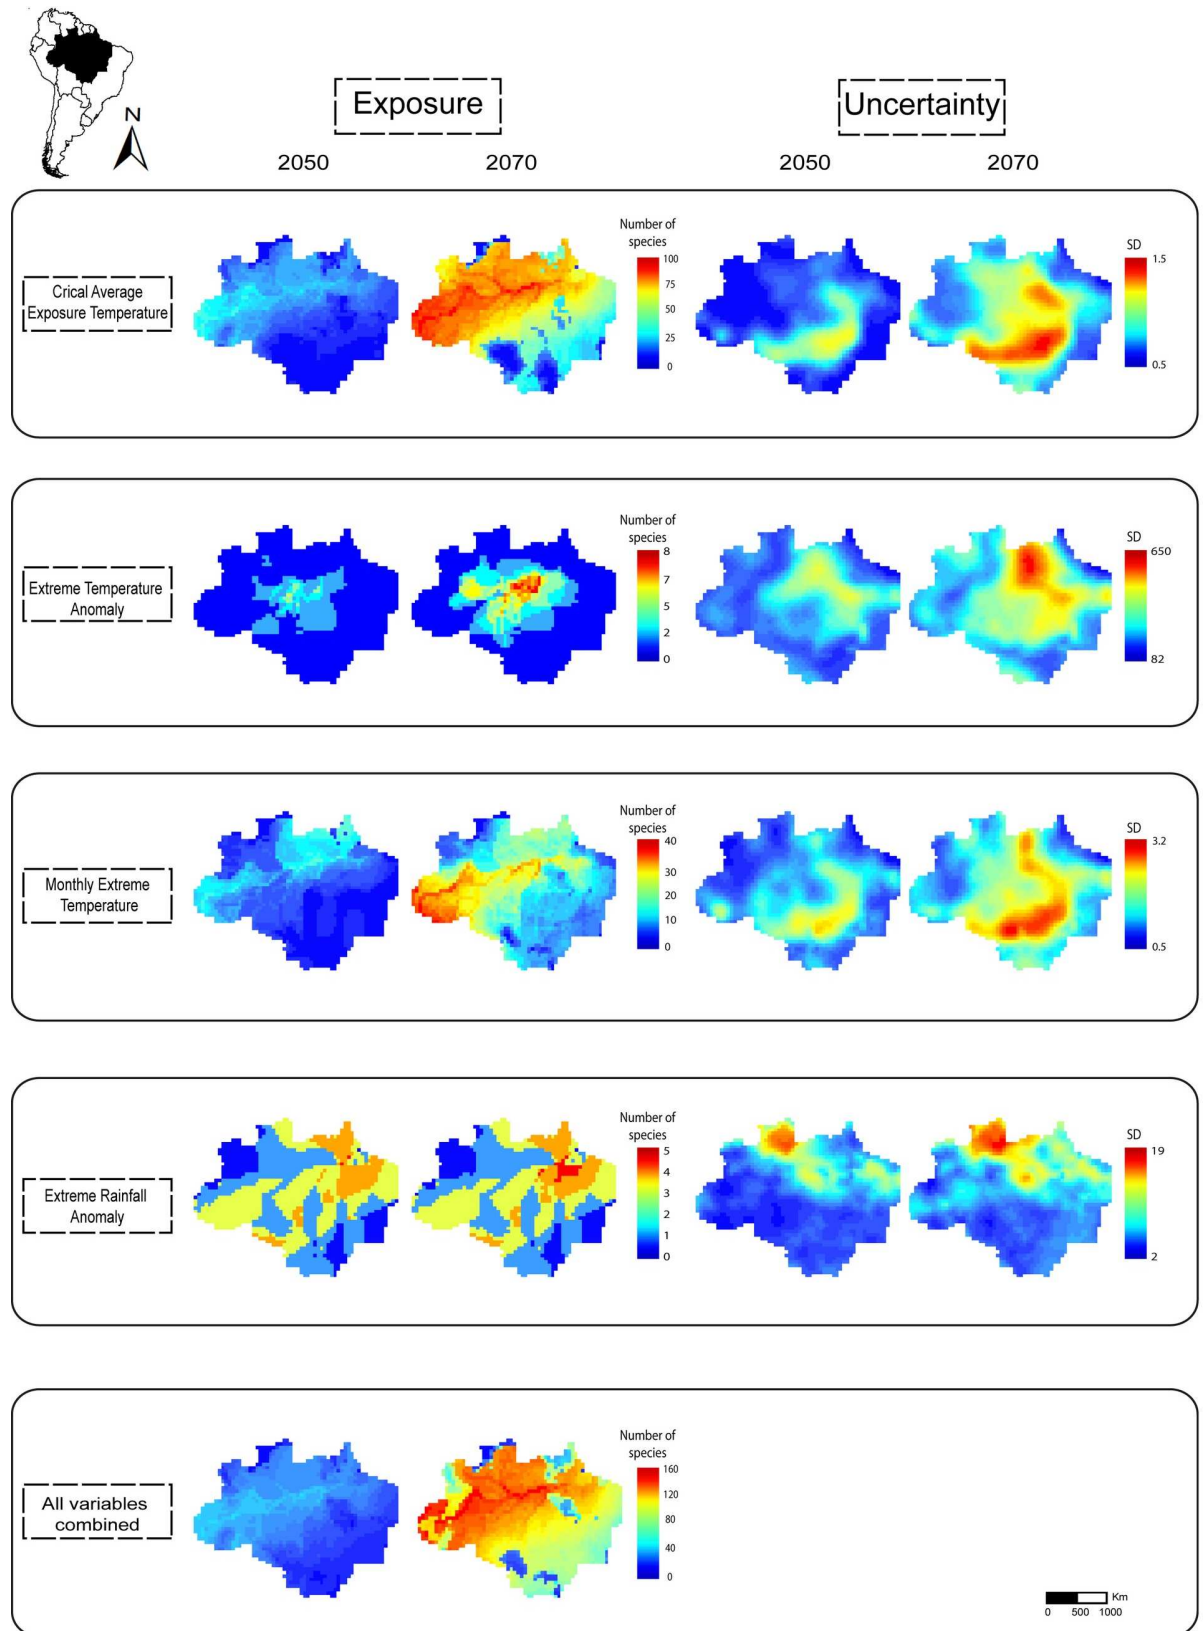 N
Exposure
Uncertainty
2050
2070
2050
2070
Crical Average
Exposure Temperature
Number of
species
100
75
50
25
0
SD
1.5
0.5
Extreme Temperature
Anomaly
Number of
species
8
7
5
2
0
SD
650
82
Monthly Extreme
Temperature
Number of
species
40
30
20
10
0
SD
3.2
0.5
Extreme Rainfall
Anomaly
Number of
species
5
4
3
2
1
0
SD
19
2
All variables
combined
Number of
species
160
120
80
40
0
Km
0 500 1000